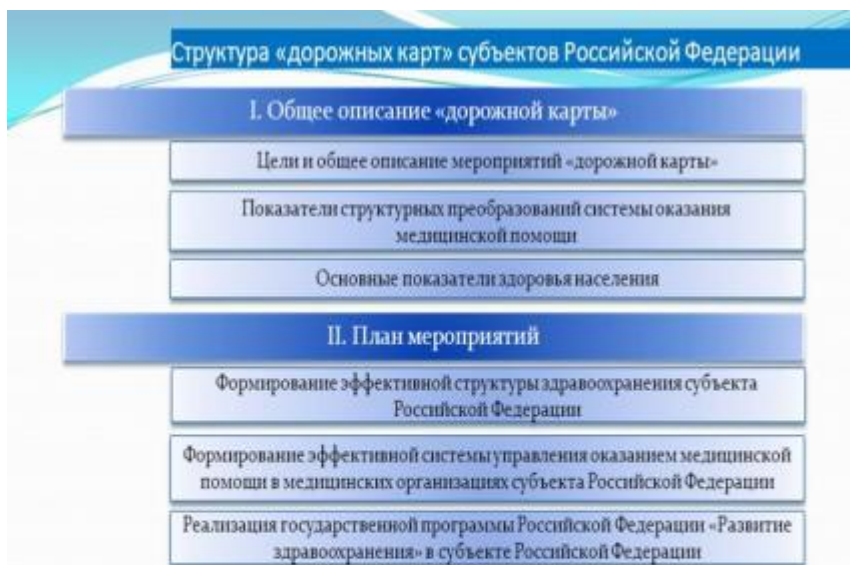 Структура «дорожных карт» субъектов Российской Федерации
I. Общее описание «дорожной карты»
Цели и общее описание мероприятий «дорожной карты»
Показатели структурных преобразований системы оказания
медицинской помощи
Основные показатели здоровья населения
II. План мероприятий
Формирование эффективной структуры здравоохранения субъекта
Российской Федерации
Формирование эффективной системы управления оказанием медицинской
помощи в медицинских организациях субъекта Российской Федерации
Реализация государственной программы Российской Федерации «Развитие
здравоохранения» в субъекте Российской Федерации